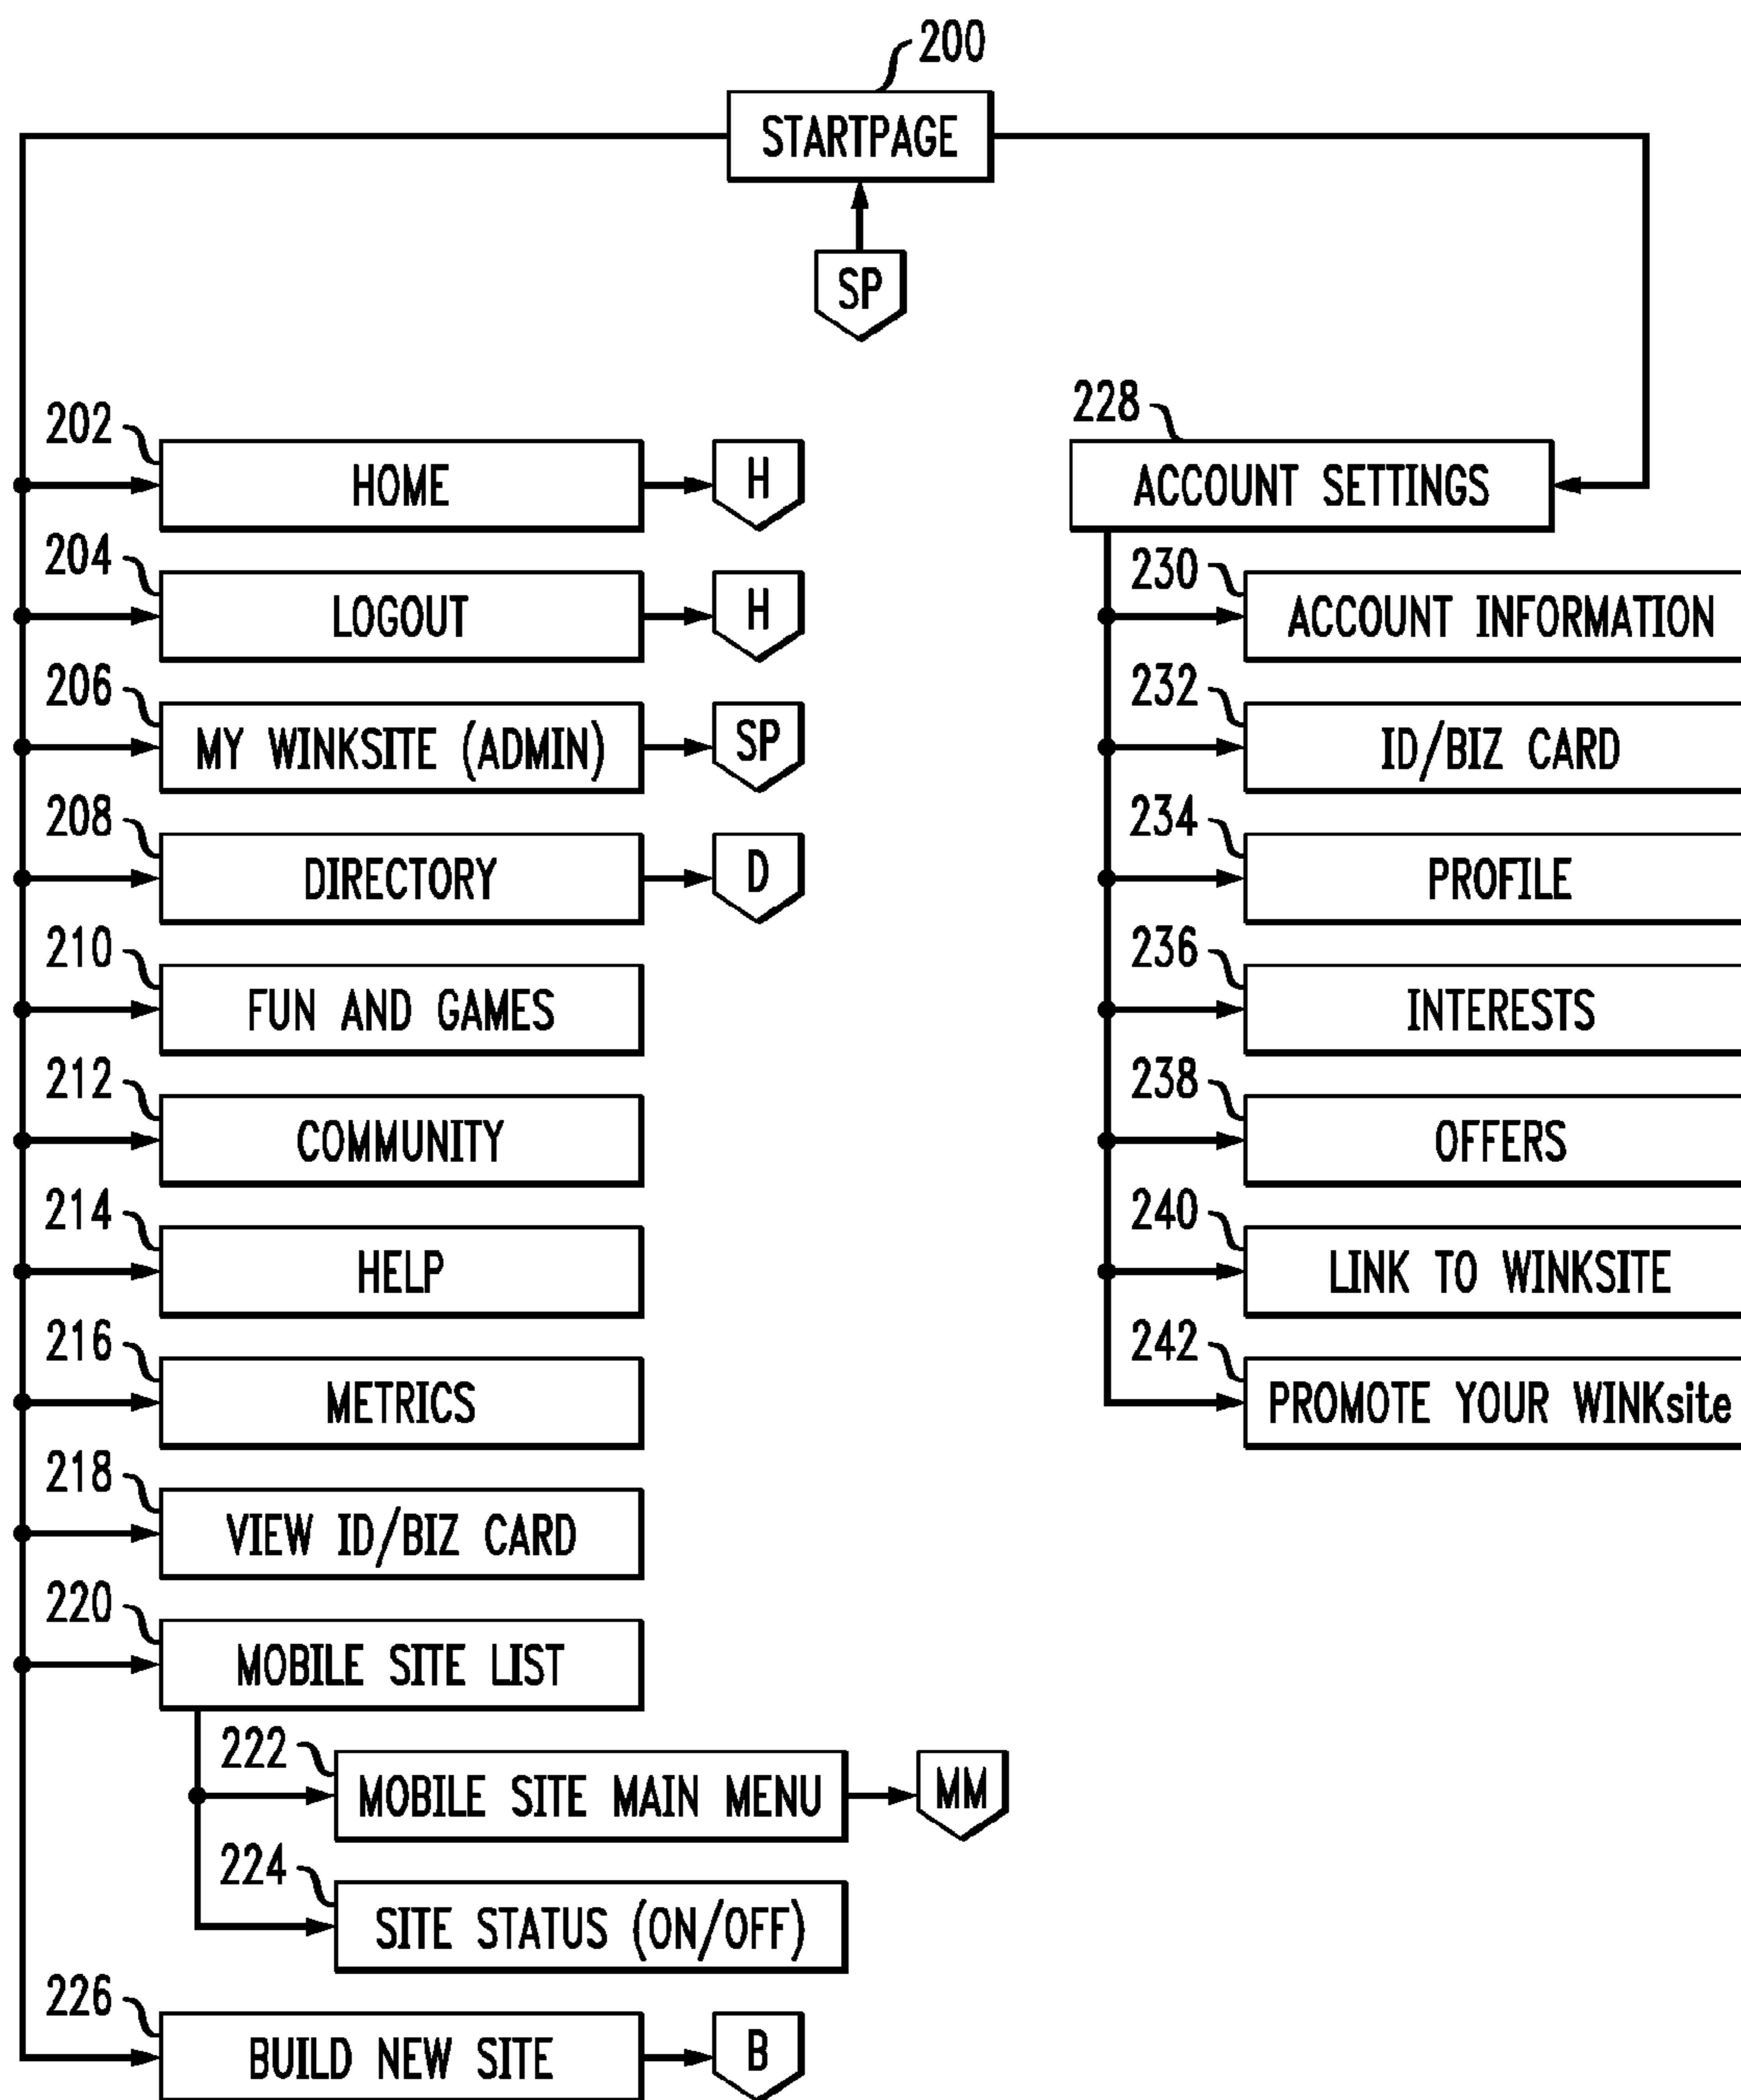 200
STARTPAGE
SP
202
HOME
H
204
LOGOUT
H
206
MY WINKSITE (ADMIN)
SP
208
DIRECTORY
D
210
FUN AND GAMES
212
COMMUNITY
214
HELP
216
METRICS
218
VIEW ID/BIZ CARD
220
MOBILE SITE LIST
222
MOBILE SITE MAIN MENU
MM
224
SITE STATUS (ON/OFF)
226
BUILD NEW SITE
B
228
ACCOUNT SETTINGS
230
ACCOUNT INFORMATION
232
ID/BIZ CARD
234
PROFILE
236
INTERESTS
238
OFFERS
240
LINK TO WINKSITE
242
PROMOTE YOUR WINKsite